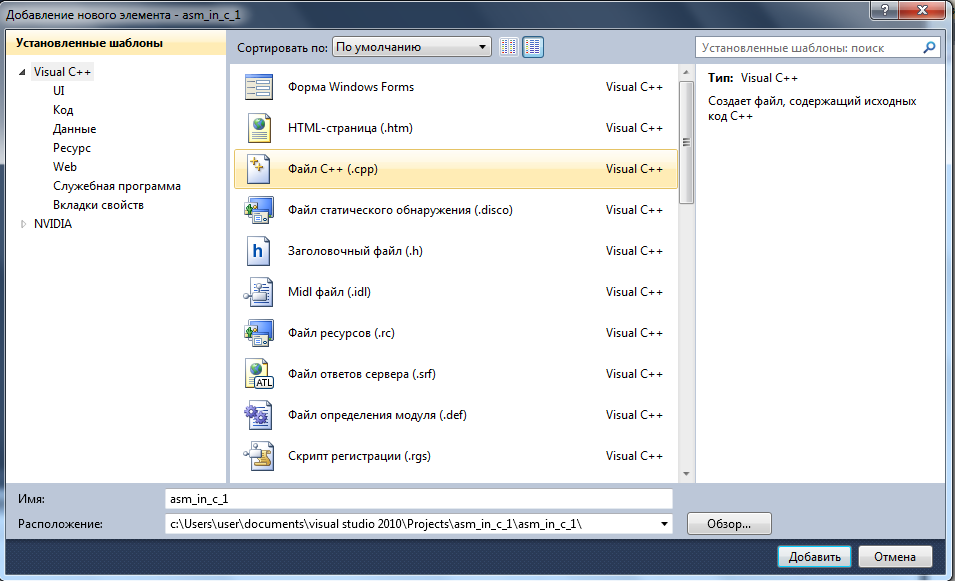 Добавление нового элемента - asm_in_c_1
?
Установленные шаблоны
Сортировать по: По умолчанию
Установленные шаблоны: поиск
Visual C++
UI
Код
Данные
Ресурс
Web
Служебная программа
Вкладки свойств
NVIDIA
Форма Windows Forms Visual C++
HTML-страница (.htm) Visual C++
Файл C++ (.cpp) Visual C++
Файл статического обнаружения (.disco) Visual C++
h Заголовочный файл (.h) Visual C++
Midl файл (.idl) Visual C++
Файл ресурсов (.rc) Visual C++
ATL Файл ответов сервера (.srf) Visual C++
Файл определения модуля (.def) Visual C++
Скрипт регистрации (.rgs) Visual C++
Тип: Visual C++
Создает файл, содержащий исходных
код C++
Имя: asm_in_c_1
Расположение: c:\Users\user\documents\visual studio 2010\Projects\asm_in_c_1\asm_in_c_1\
Обзор...
Добавить Отмена